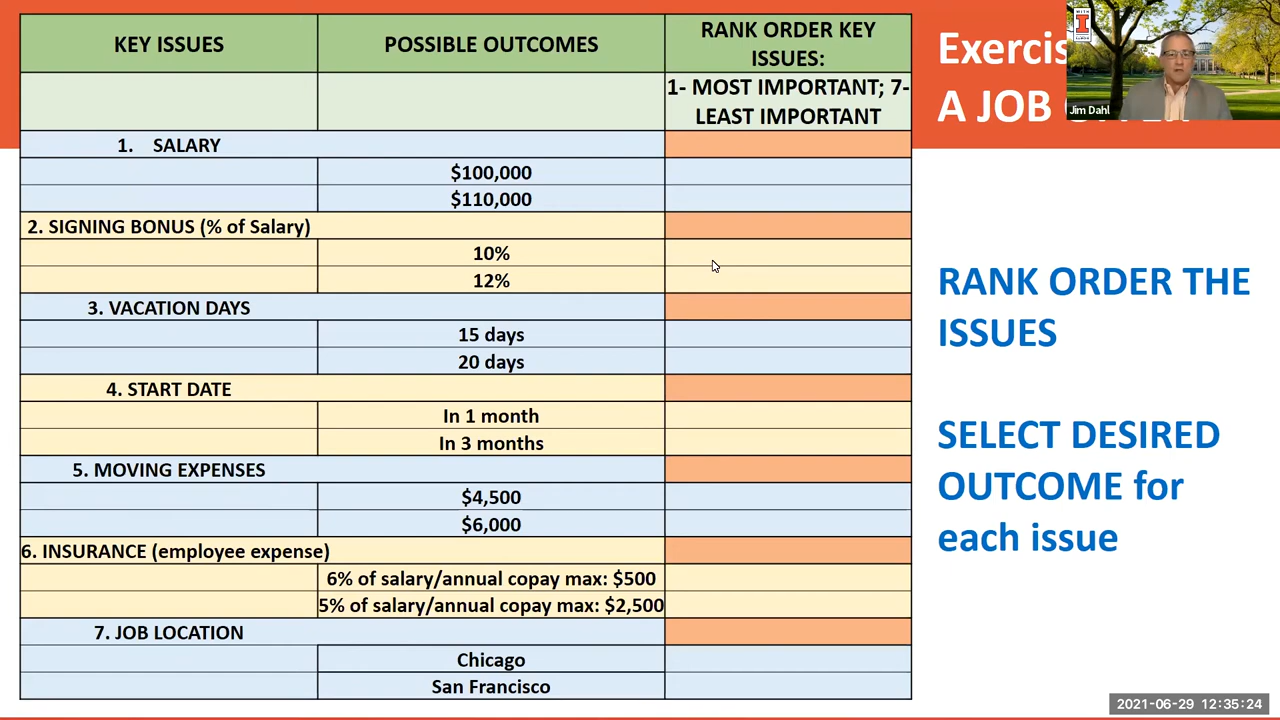 KEY ISSUES
POSSIBLE OUTCOMES
RANK ORDER KEY
ISSUES:
1- MOST IMPORTANT; 7-
LEAST IMPORTANT
1. SALARY
$100,000
$110,000
2. SIGNING BONUS (% of Salary)
10%
12%
3. VACATION DAYS
15 days
20 days
4. START DATE
In 1 month
In 3 months
5. MOVING EXPENSES
$4,500
$6,000
6. INSURANCE (employee expense)
6% of salary/annual copay max: $500
5% of salary/annual copay max: $2,500
7. JOB LOCATION
Chicago
San Francisco
A JOB
Jim Dahl
RANK ORDER THE
ISSUES
SELECT DESIRED
OUTCOME for
each issue
2021-06-29 12:35:24